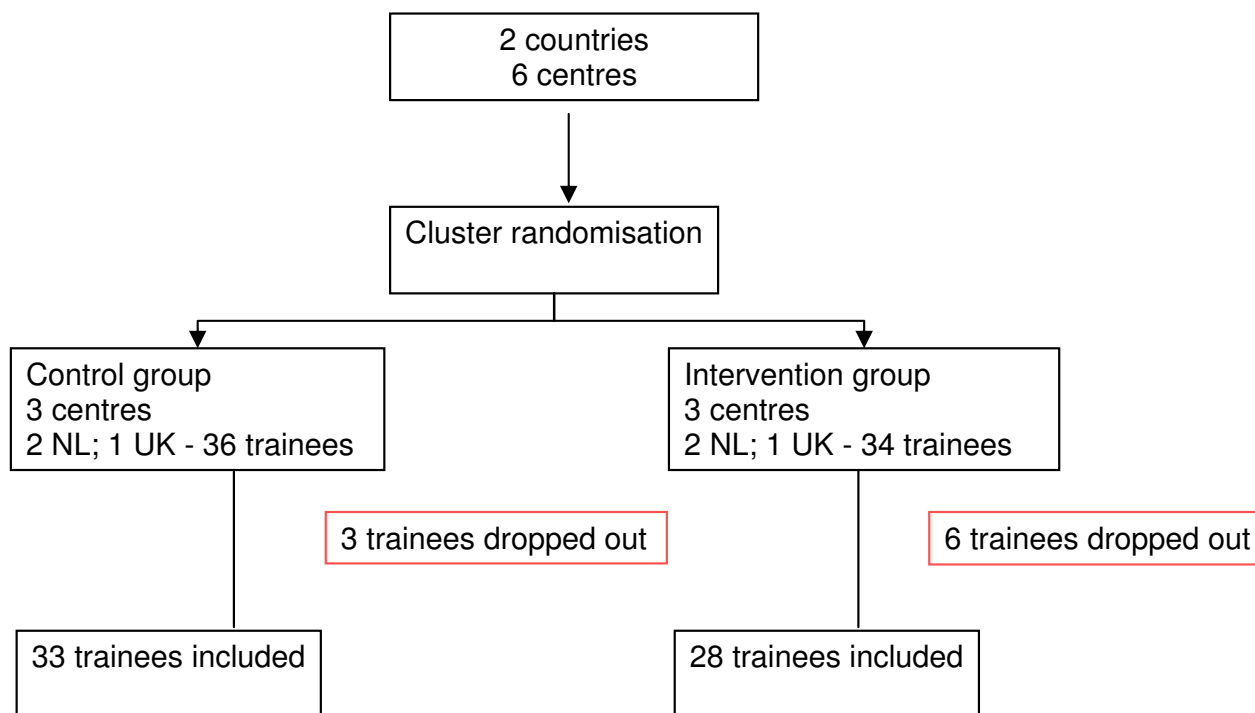 2 countries
6 centres
Cluster randomisation
Control group
3 centres
2 NL; 1 UK - 36 trainees
Intervention group
3 centres
2 NL; 1 UK - 34 trainees
3 trainees dropped out
6 trainees dropped out
33 trainees included
28 trainees included